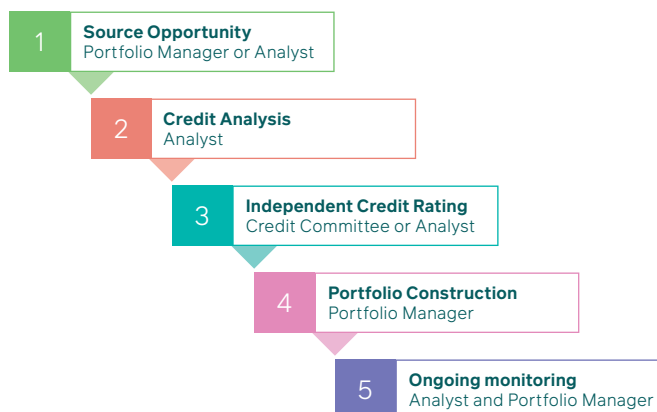 1
Source Opportunity
Portfolio Manager or Analyst
2
Credit Analysis
Analyst
3
Independent Credit Rating
Credit Committee or Analyst
4
Portfolio Construction
Portfolio Manager
5
Ongoing monitoring
Analyst and Portfolio Manager